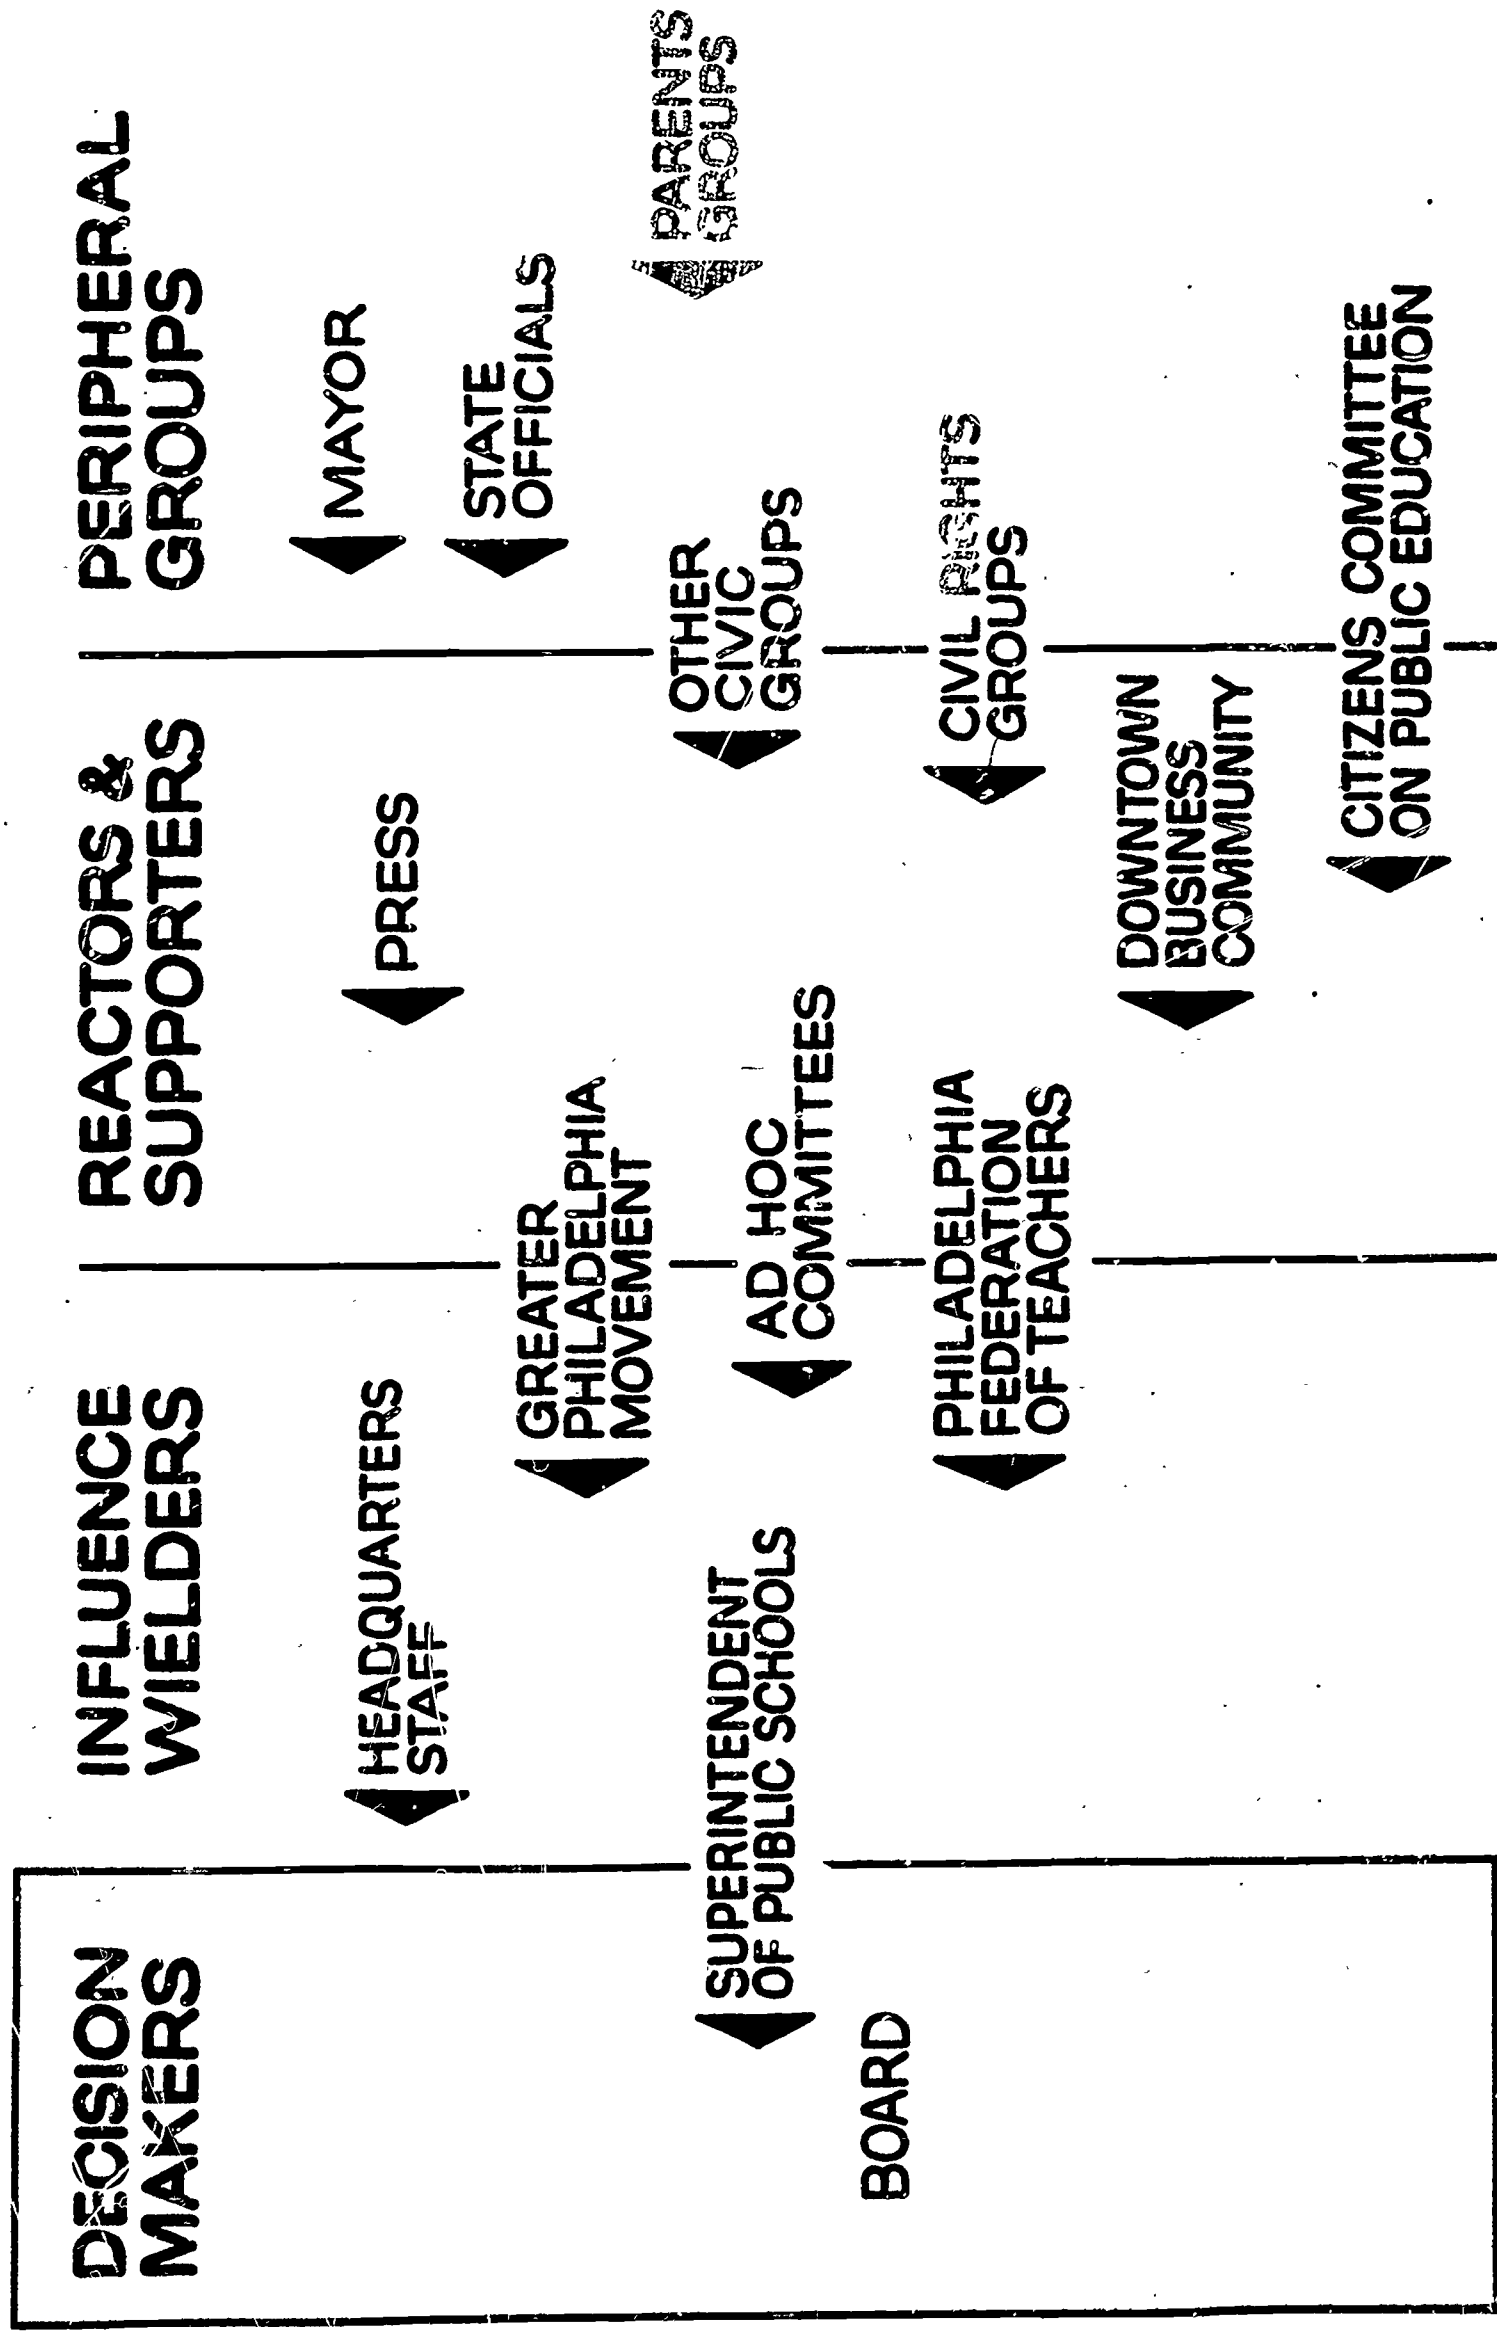 DECISION
MAKERS
INFLUENCE
WIELDERS
REACTORS &
SUPPORTERS
PERIPHERAL
GROUPS
MAYOR
HEADQUARTERS
STAFF
PRESS
STATE
OFFICIALS
GREATER
PHILADELPHIA
MOVEMENT
PARENTS
GROUPS
OTHER
CIVIC
GROUPS
SUPERINTENDENT
OF PUBLIC SCHOOLS
AD HOC
COMMITTEES
BOARD
PHILADELPHIA
FEDERATION
OF TEACHERS
CIVIL RIGHTS
GROUPS
DOWNTOWN
BUSINESS
COMMUNITY
CITIZENS COMMITTEE
ON PUBLIC EDUCATION